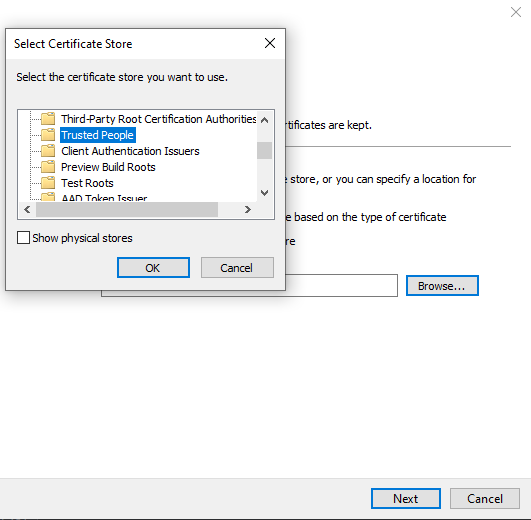 Select Certificate Store
Select the certificate store you want to use.
Third-Party Root Certification Authorities
Trusted People
Client Authentication Issuers
Preview Build Roots
Test Roots
AAD Token Issuer
Show physical stores
OK
Cancel
rtificates are kept.
e store, or you can specify a location for
e based on the type of certificate
re
Browse...
Next
Cancel